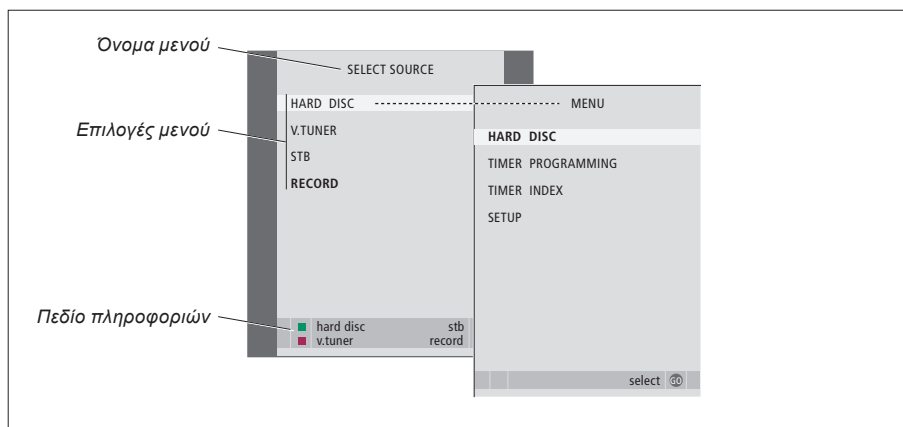 Όνομα μενού
SELECT SOURCE
HARD DISC
MENU
Επιλογές μενού
V.TUNER
STB
RECORD
HARD DISC
TIMER PROGRAMMING
TIMER INDEX
SETUP
Πεδίο πληροφοριών
hard disc stb
v.tuner record
select GO